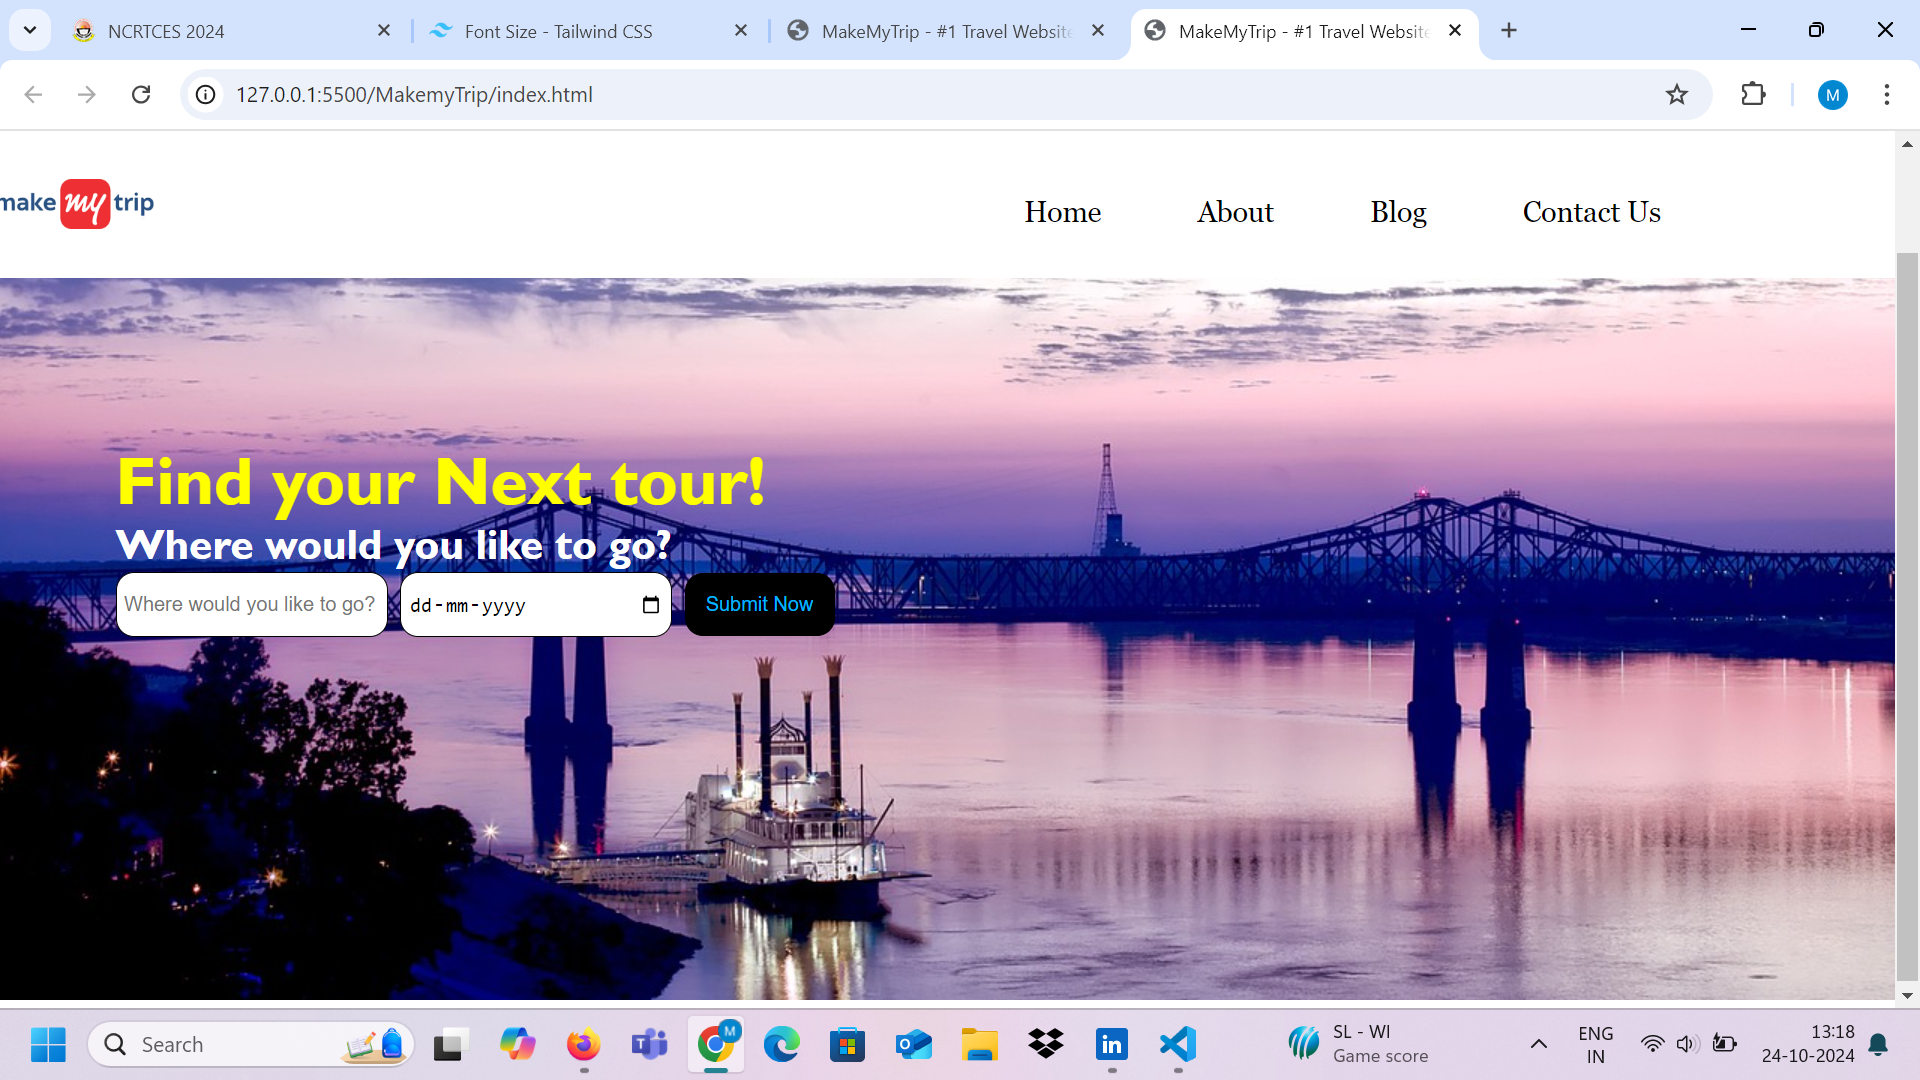 NCRTCES 2024
Font Size - Tailwind CSS
MakeMyTrip - #1 Travel Website
MakeMyTrip - #1 Travel Website
127.0.0.1:5500/MakemyTrip/index.html
M
make my trip
Home
About
Blog
Contact Us
Find your Next tour!
Where would you like to go?
Where would you like to go?
dd-mm-yyyy
Submit Now
Search
M
SL - WI
Game score
ENG
IN
13:18
24-10-2024